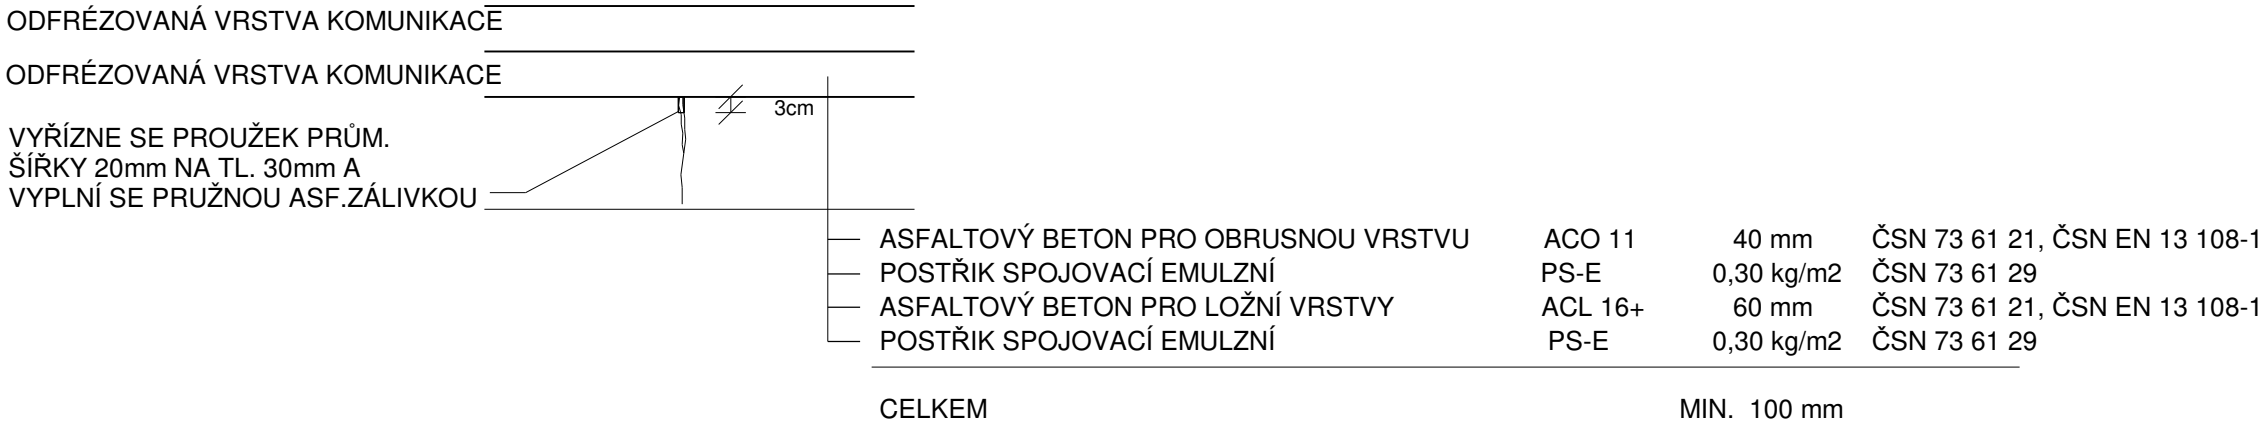 ODFRÉZOVANÁ VRSTVA KOMUNIKACE
ODFRÉZOVANÁ VRSTVA KOMUNIKACE
3cm
VYŘÍZNE SE PROUŽEK PRŮM.
ŠÍŘKY 20mm NA TL. 30mm A
VYPLNÍ SE PRUŽNOU ASF.ZÁLIVKOU
ASFALTOVÝ BETON PRO OBRUSNOU VRSTVU ACO 11 40 mm ČSN 73 61 21, ČSN EN 13 108-1
POSTŘIK SPOJOVACÍ EMULZNÍ PS-E 0,30 kg/m2 ČSN 73 61 29
ASFALTOVÝ BETON PRO LOŽNÍ VRSTVY ACL 16+ 60 mm ČSN 73 61 21, ČSN EN 13 108-1
POSTŘIK SPOJOVACÍ EMULZNÍ PS-E 0,30 kg/m2 ČSN 73 61 29
CELKEM MIN. 100 mm